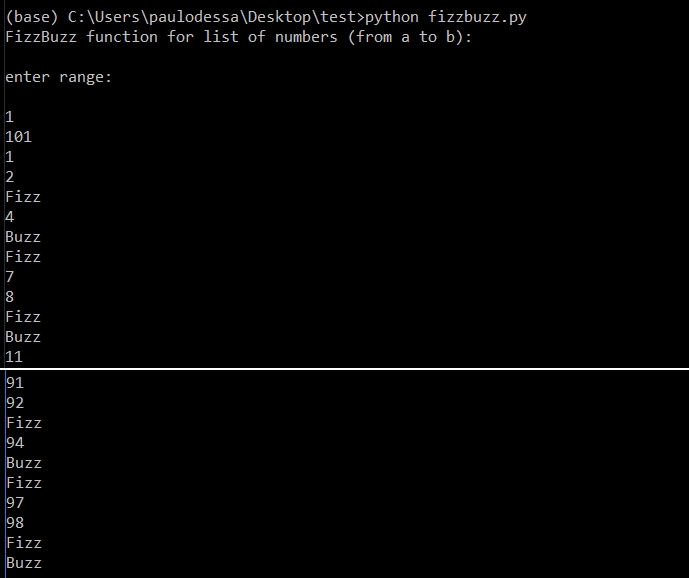 (base) C:\Users\paulodessa\Desktop\test>python fizzbuzz.py
FizzBuzz function for list of numbers (from a to b):
enter range:
1
101
1
2
Fizz
4
Buzz
Fizz
7
8
Fizz
Buzz
11
91
92
Fizz
94
Buzz
Fizz
97
98
Fizz
Buzz